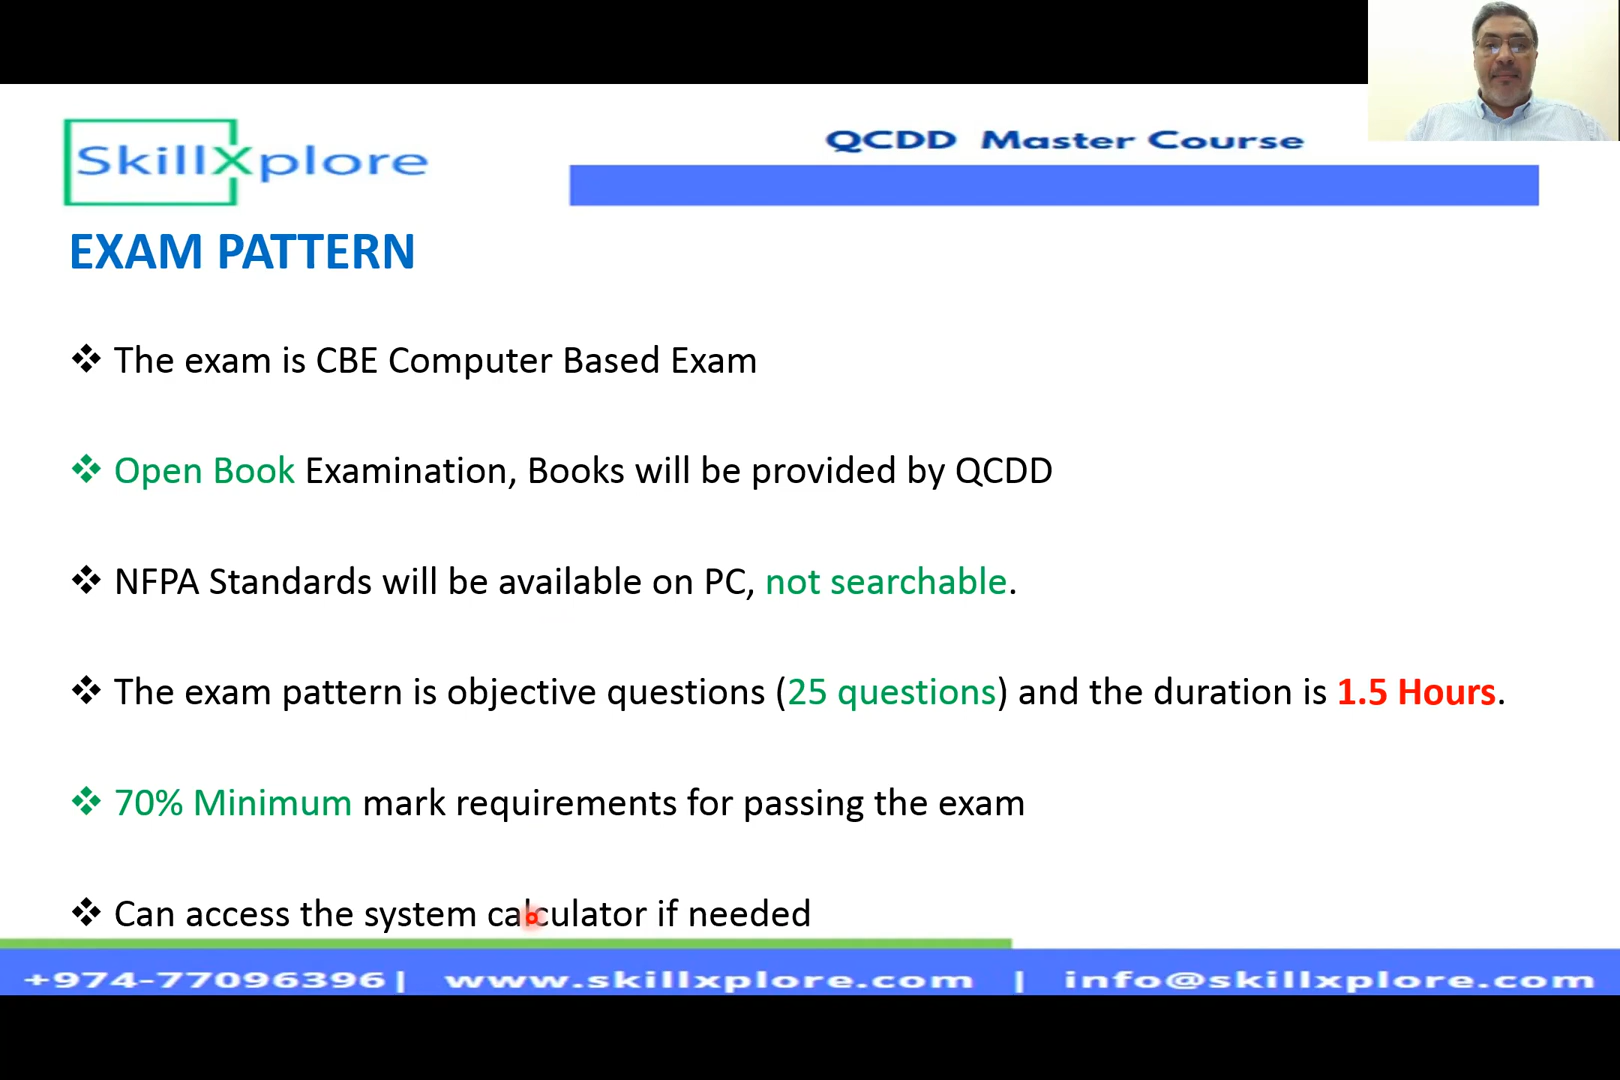 SkillXplore
QCDD Master Course
EXAM PATTERN
❖ The exam is CBE Computer Based Exam
❖ Open Book Examination, Books will be provided by QCDD
❖ NFPA Standards will be available on PC, not searchable.
❖ The exam pattern is objective questions (25 questions) and the duration is 1.5 Hours.
❖ 70% Minimum mark requirements for passing the exam
❖ Can access the system calculator if needed
+974-77096396| www.skillxplore.com | info@skillxplore.com